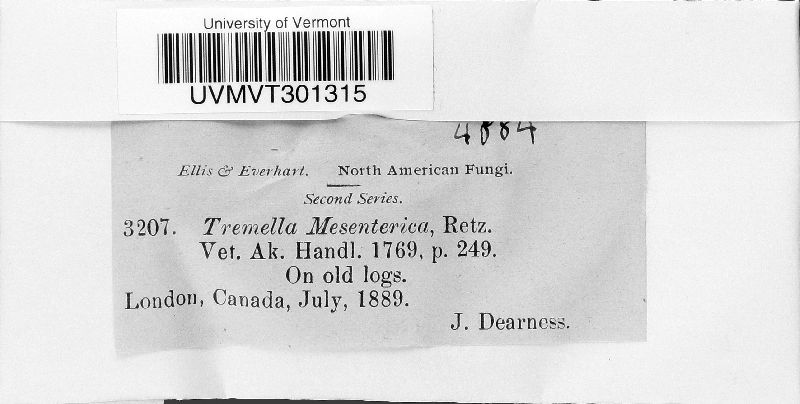 University of Vermont
UVMVT301315
4884
Ellis & Everhart. North American Fungi.
Second Series.
3207. Tremella Mesenterica, Retz.
Vet. Ak. Handl. 1769, p. 249.
On old logs.
London, Canada, July, 1889.
J. Dearness.